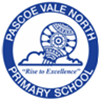 PASCOE VALE NORTH
"Rise to Excellence"
PRIMARY SCHOOL